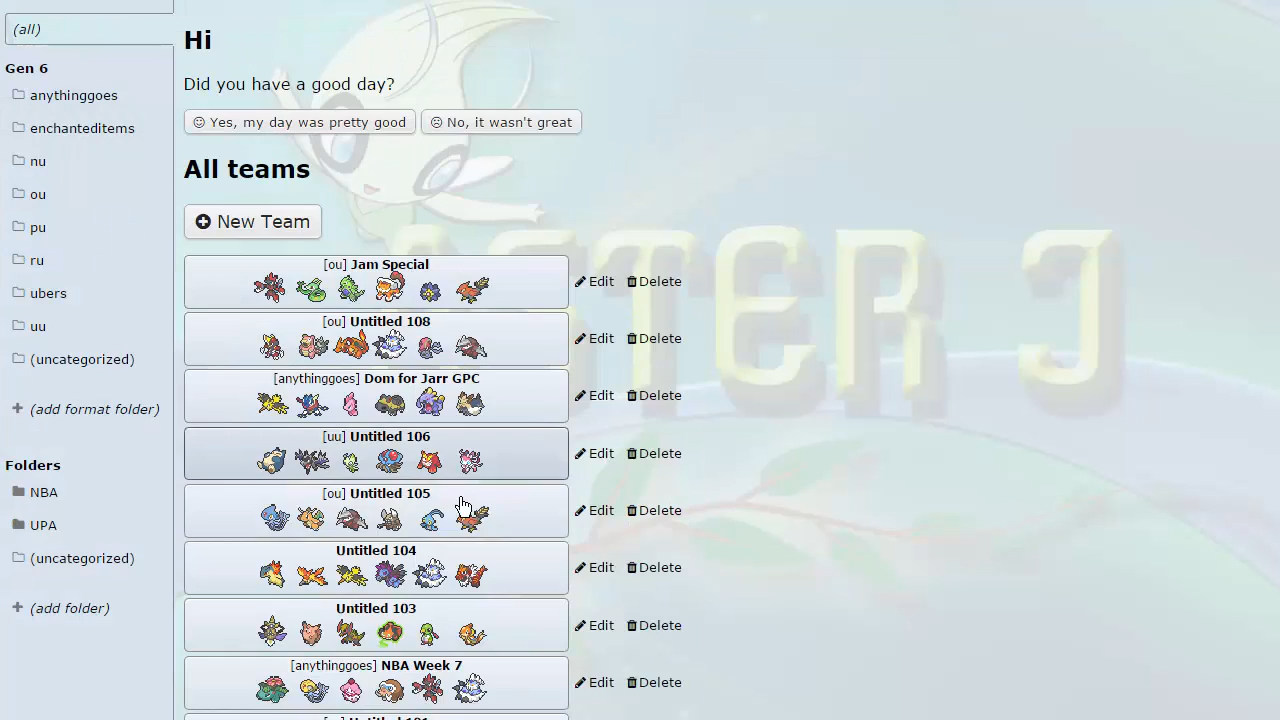 (all)
Gen 6
anythinggoes
enchanteditems
nu
ou
pu
ru
ubers
uu
(uncategorized)
(add format folder)
Folders
NBA
UPA
(uncategorized)
(add folder)
Hi
Did you have a good day?
Yes, my day was pretty good
No, it wasn't great
All teams
New Team
[ou] Jam Special
Edit Delete
[ou] Untitled 108
Edit Delete
[anythinggoes] Dom for Jarr GPC
Edit Delete
[uu] Untitled 106
Edit Delete
[ou] Untitled 105
Edit Delete
Untitled 104
Edit Delete
Untitled 103
Edit Delete
[anythinggoes] NBA Week 7
Edit Delete